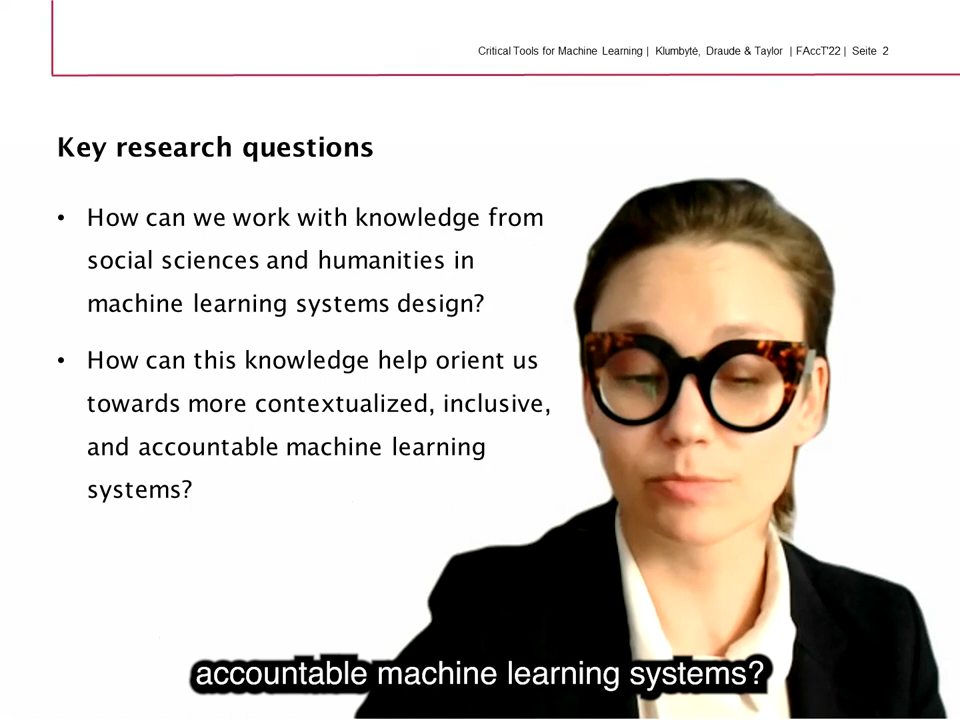 Critical Tools for Machine Learning | Klumbytė, Draude & Taylor | FAccT'22 | Seite 2
Key research questions
• How can we work with knowledge from
social sciences and humanities in
machine learning systems design?
• How can this knowledge help orient us
towards more contextualized, inclusive,
and accountable machine learning
systems?
accountable machine learning systems?